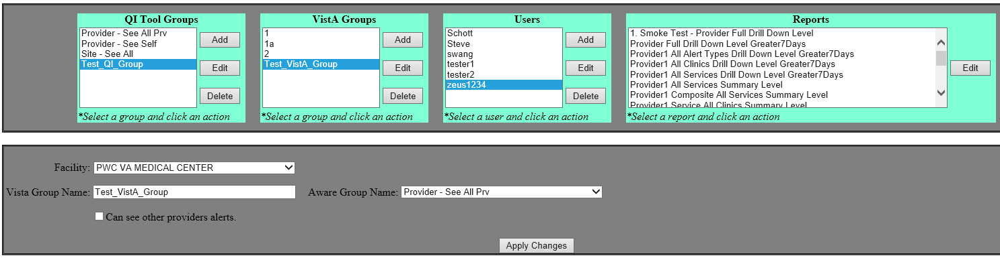 QI Tool Groups
Provider - See All Prv
Provider - See Self
Site - See All
Test_QI_Group
Add
Edit
Delete
*Select a group and click an action
VistA Groups
1
1a
2
Test_VistA_Group
Add
Edit
Delete
*Select a group and click an action
Users
Schott
Steve
swang
tester1
tester2
zeus1234
Add
Edit
Delete
*Select a user and click an action
Reports
1. Smoke Test - Provider Full Drill Down Level
Provider Full Drill Down Level Greater7Days
Provider1 All Alert Types Drill Down Level Greater7Days
Provider1 All Clinics Drill Down Level Greater7Days
Provider1 All Services Drill Down Level Greater7Days
Provider1 All Services Summary Level
Provider1 Composite All Services Summary Level
Provider1 Service All Clinics Summary Level
Edit
*Select a report and click an action
Facility: PWC VA MEDICAL CENTER
Vista Group Name: Test_VistA_Group Aware Group Name: Provider - See All Prv
Can see other providers alerts.
Apply Changes